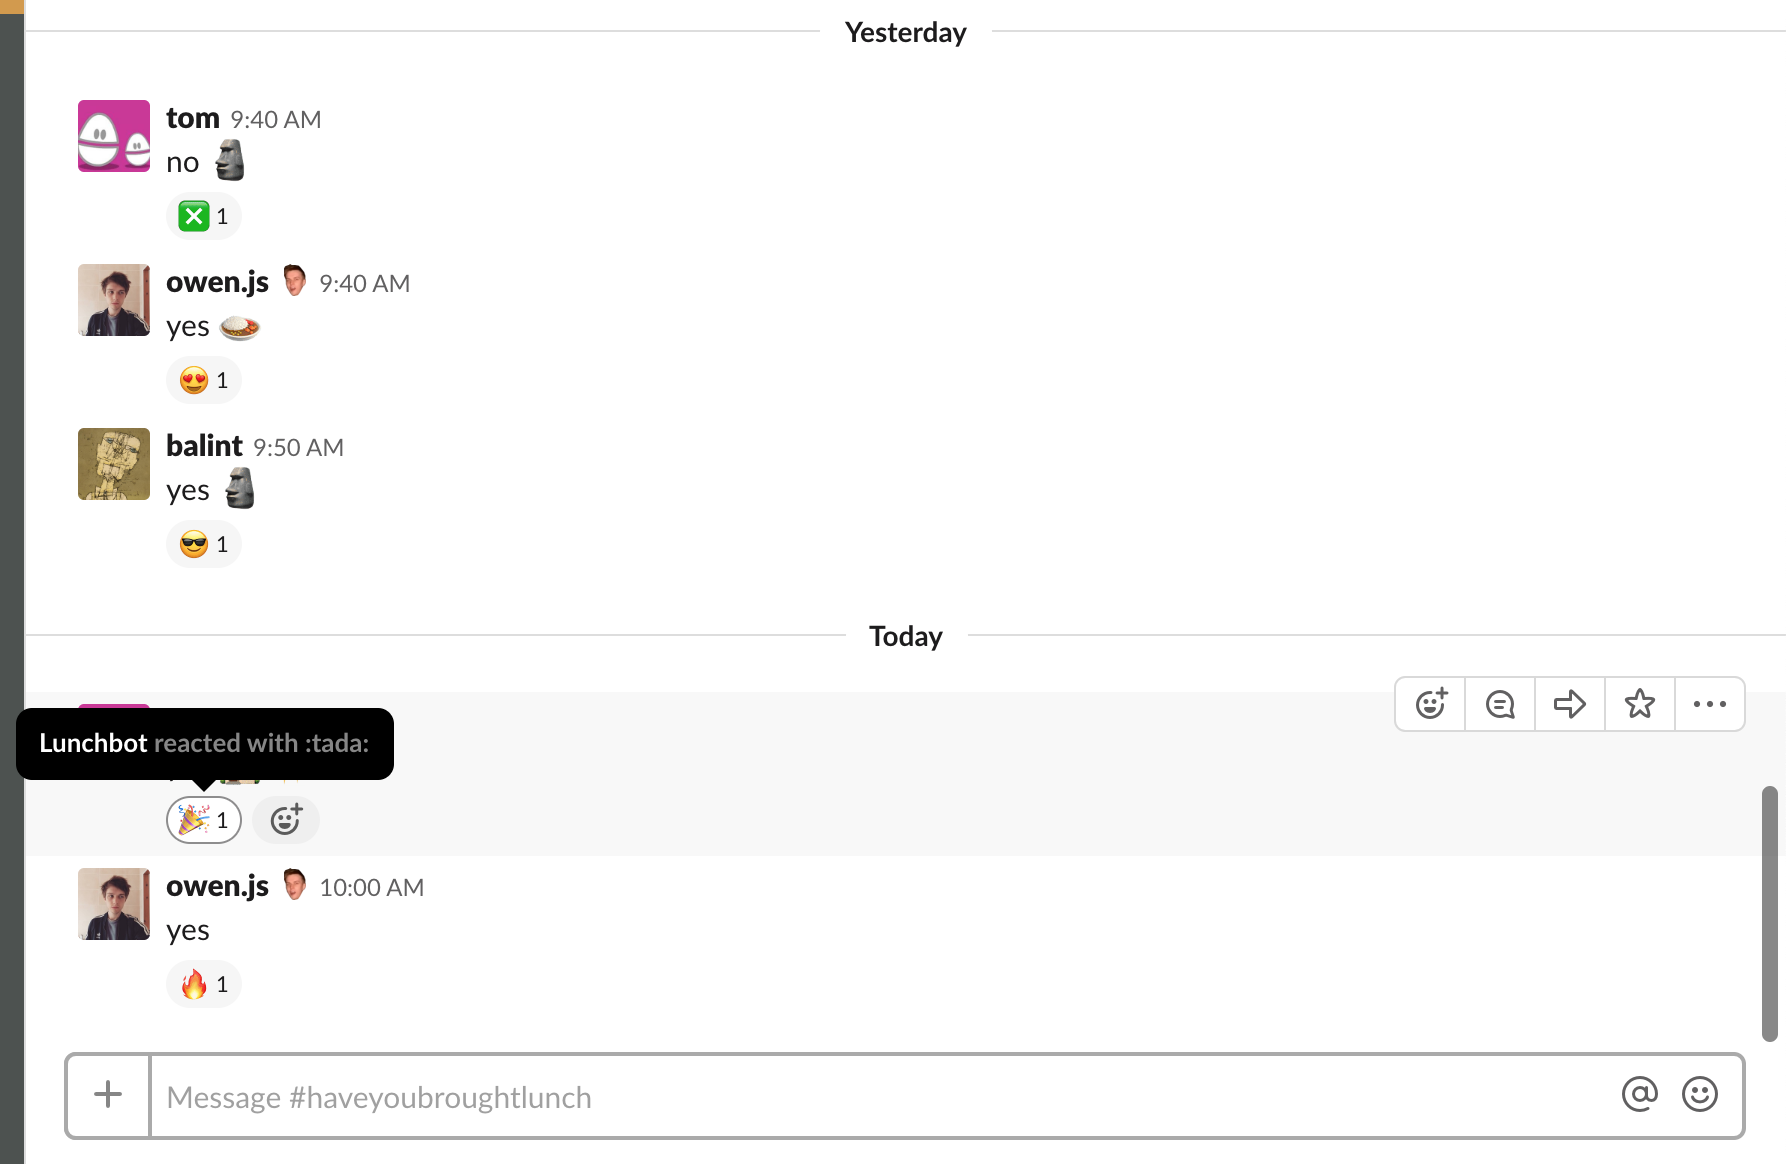 Yesterday
tom 9:40 AM
no 🗿
❎ 1
owen.js 9:40 AM
yes 🍛
😍 1
balint 9:50 AM
yes 🗿
😎 1
Today
Lunchbot reacted with :tada:
🎉 1
owen.js 10:00 AM
yes
🔥 1
Message #haveyoubroughtlunch